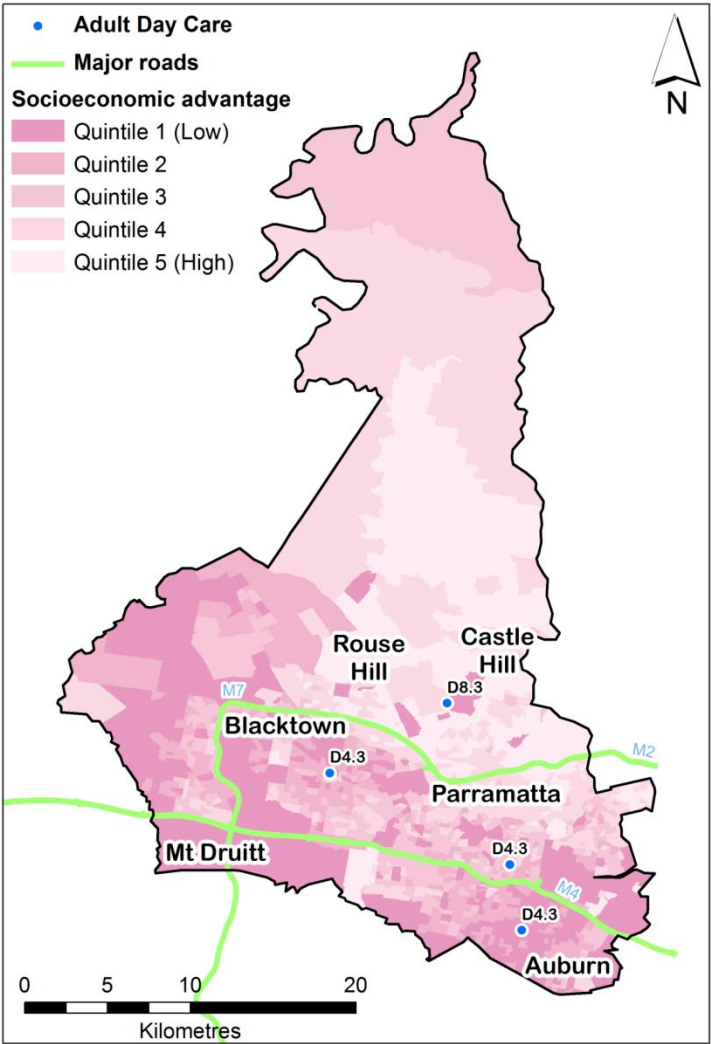 Adult Day Care
Major roads
Socioeconomic advantage
Quintile 1 (Low)
Quintile 2
Quintile 3
Quintile 4
Quintile 5 (High)
N
Rouse
Hill
Castle
Hill
D8.3
M7
Blacktown
M2
D4.3
Parramatta
Mt Druitt
D4.3
M4
D4.3
Auburn
0 5 10 20
Kilometres